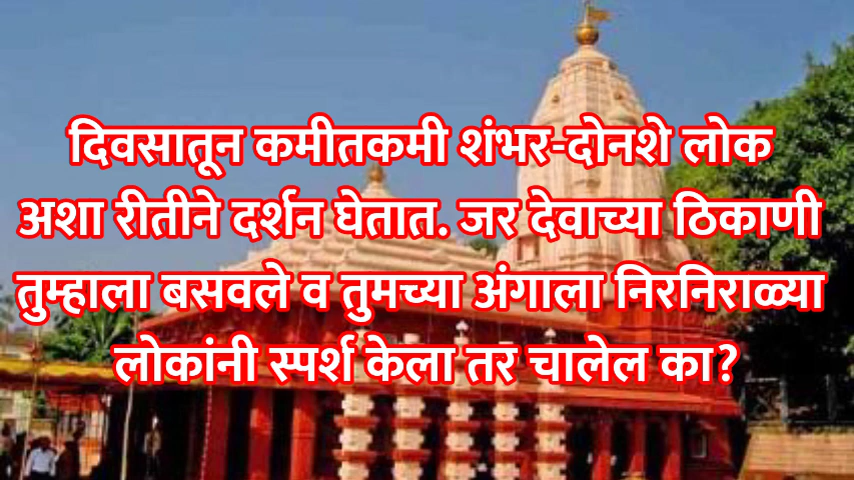 दिवसातून कमीतकमी शंभर-दोनशे लोक
अशा रीतीने दर्शन घेतात. जर देवाच्या ठिकाणी
तुम्हाला बसवले व तुमच्या अंगाला निरनिराळ्या
लोकांनी स्पर्श केला तर चालेल का?